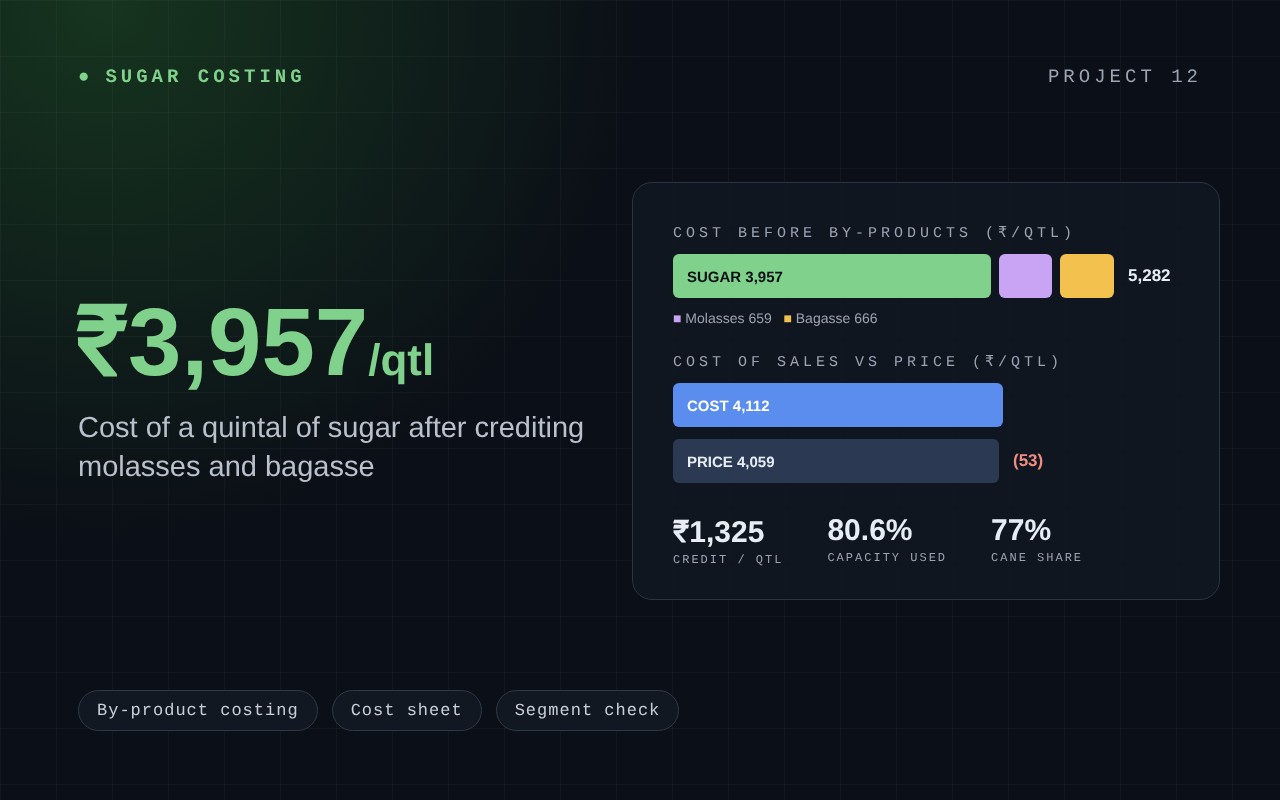 ● SUGAR COSTING
PROJECT 12
₹3,957/qtl
Cost of a quintal of sugar after crediting
molasses and bagasse
COST BEFORE BY-PRODUCTS (₹/QTL)
SUGAR 3,957
5,282
■ Molasses 659 ■ Bagasse 666
COST OF SALES VS PRICE (₹/QTL)
COST 4,112
PRICE 4,059
(53)
₹1,325
CREDIT / QTL
80.6%
CAPACITY USED
77%
CANE SHARE
By-product costing
Cost sheet
Segment check